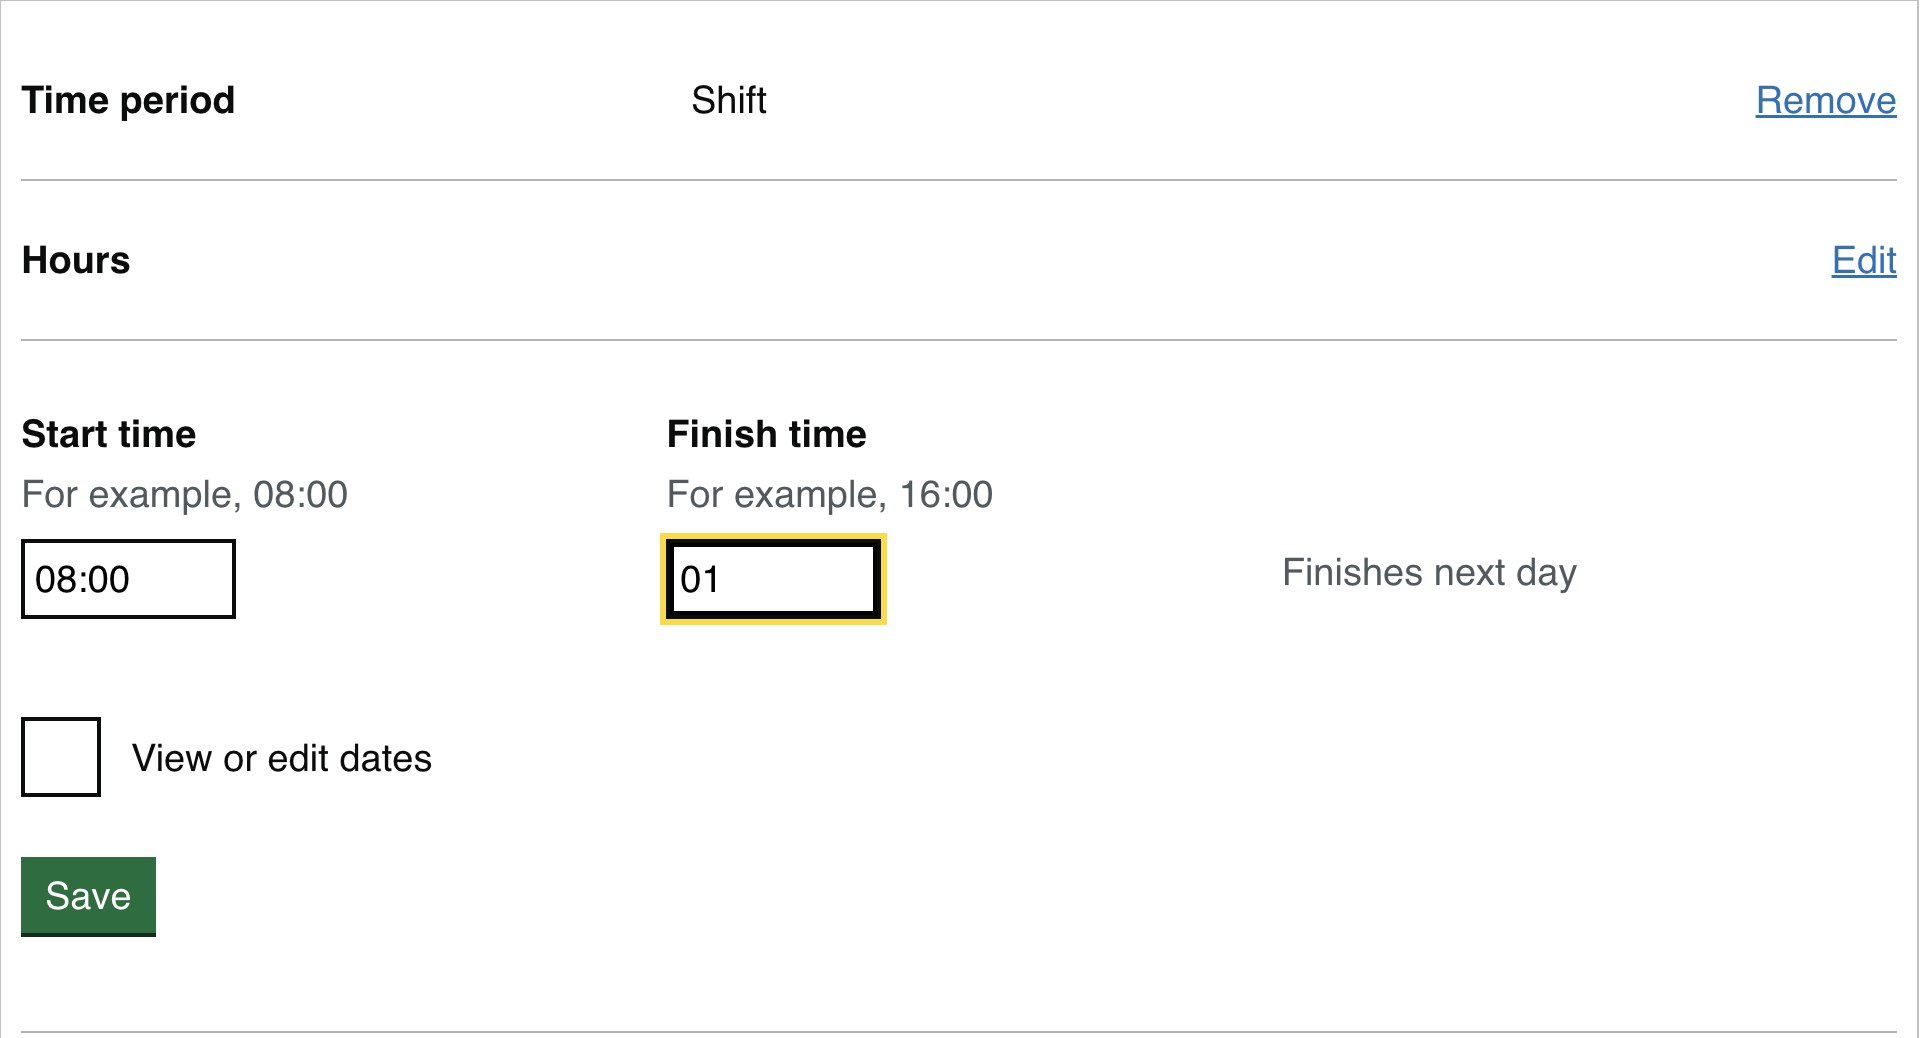 Time period Shift Remove
Hours Edit
Start time Finish time
For example, 08:00 For example, 16:00
08:00 01 Finishes next day
View or edit dates
Save